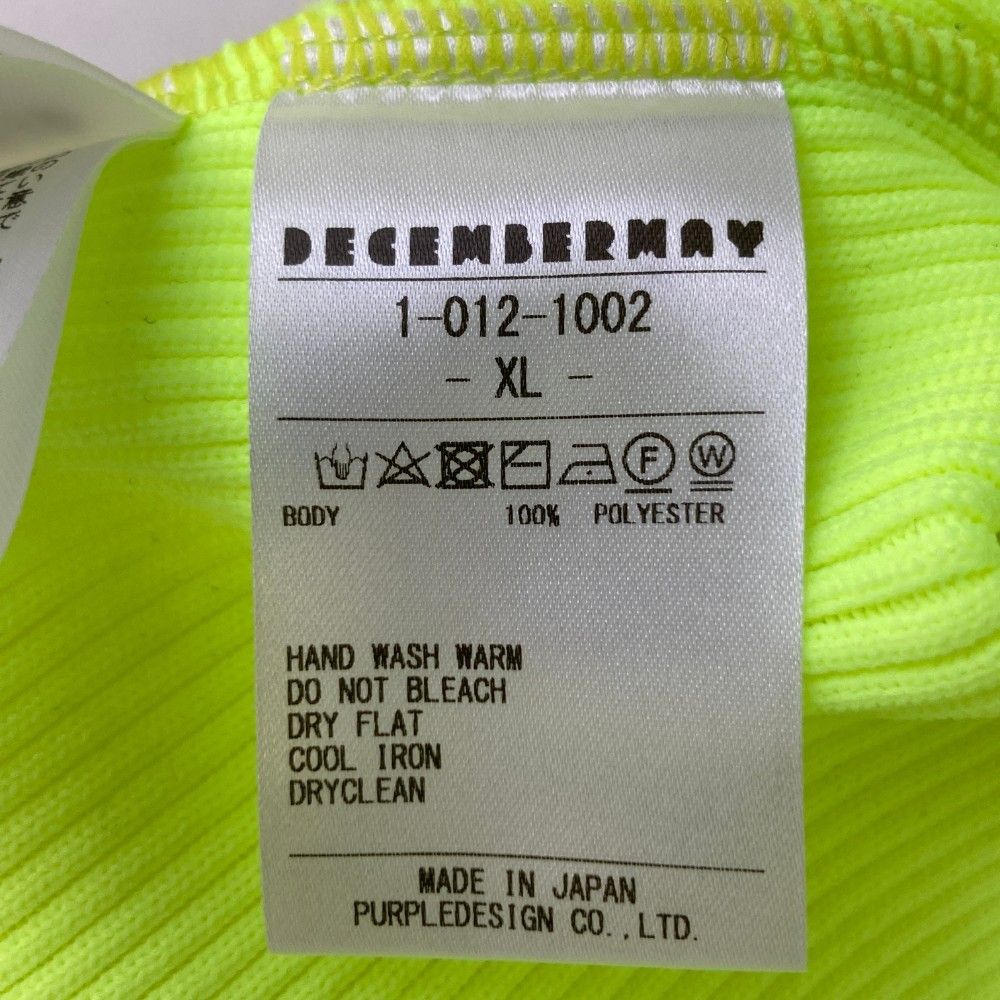 DECEMBERMAY
1-012-1002
- XL -
F W
BODY 100% POLYESTER
HAND WASH WARM
DO NOT BLEACH
DRY FLAT
COOL IRON
DRYCLEAN
MADE IN JAPAN
PURPLEDESIGN CO.,LTD.